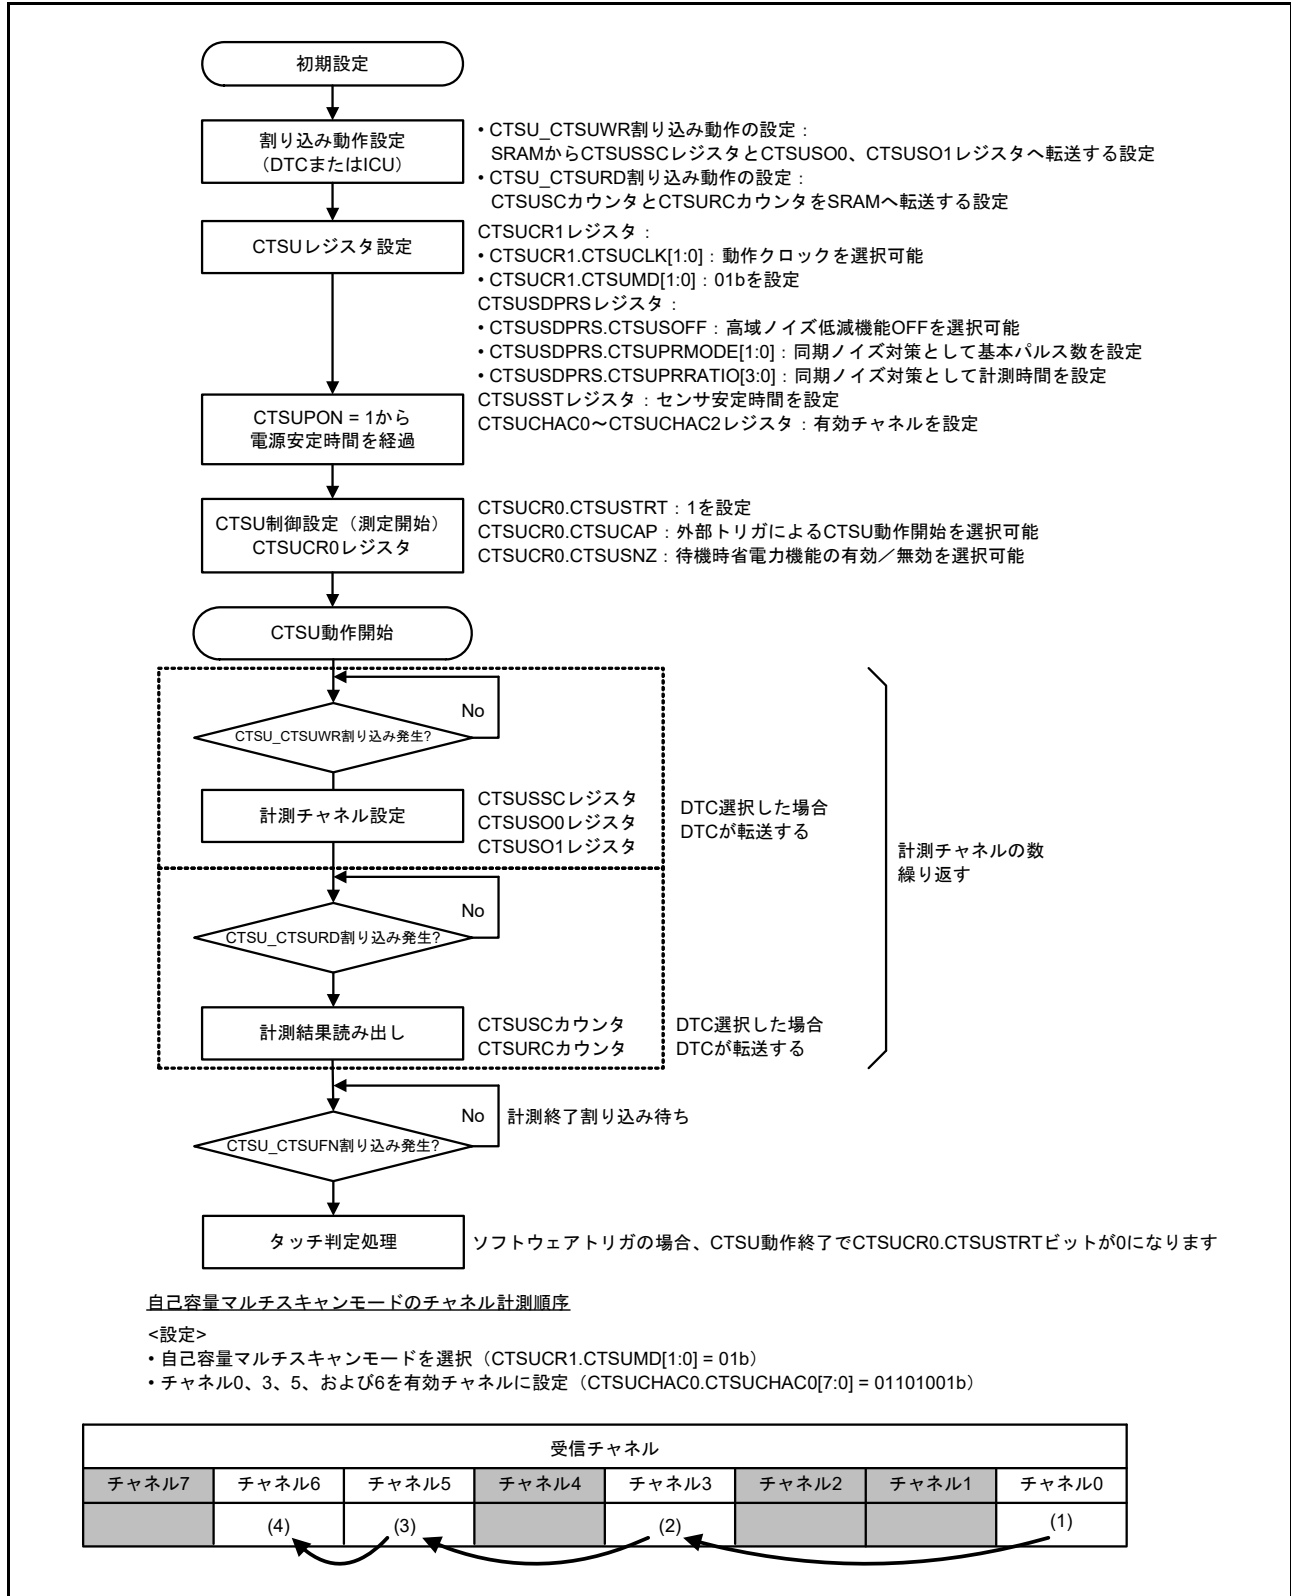 初期設定
割り込み動作設定
（DTCまたはICU）
• CTSU_CTSUWR割り込み動作の設定：
SRAMからCTSUSSCレジスタとCTSUSO0、CTSUSO1レジスタへ転送する設定
• CTSU_CTSURD割り込み動作の設定：
CTSUSCカウンタとCTSURCカウンタをSRAMへ転送する設定
CTSUレジスタ設定
CTSUCR1レジスタ：
• CTSUCR1.CTSUCLK[1:0]：動作クロックを選択可能
• CTSUCR1.CTSUMD[1:0]：01bを設定
CTSUSDPRSレジスタ：
• CTSUSDPRS.CTSUSOFF：高域ノイズ低減機能OFFを選択可能
• CTSUSDPRS.CTSUPRMODE[1:0]：同期ノイズ対策として基本パルス数を設定
• CTSUSDPRS.CTSUPRRATIO[3:0]：同期ノイズ対策として計測時間を設定
CTSUSSTレジスタ：センサ安定時間を設定
CTSUCHAC0～CTSUCHAC2レジスタ：有効チャネルを設定
CTSUPON = 1から
電源安定時間を経過
CTSU制御設定（測定開始）
CTSUCR0レジスタ
CTSUCR0.CTSUSTRT：1を設定
CTSUCR0.CTSUCAP：外部トリガによるCTSU動作開始を選択可能
CTSUCR0.CTSUSNZ：待機時省電力機能の有効／無効を選択可能
CTSU動作開始
No
CTSU_CTSUWR割り込み発生?
計測チャネル設定
CTSUSSCレジスタ
CTSUSO0レジスタ
CTSUSO1レジスタ
DTC選択した場合
DTCが転送する
計測チャネルの数
繰り返す
No
CTSU_CTSURD割り込み発生?
計測結果読み出し
CTSUSCカウンタ
CTSURCカウンタ
DTC選択した場合
DTCが転送する
No
計測終了割り込み待ち
CTSU_CTSUFN割り込み発生?
タッチ判定処理
ソフトウェアトリガの場合、CTSU動作終了でCTSUCR0.CTSUSTRTビットが0になります
自己容量マルチスキャンモードのチャネル計測順序
<設定>
• 自己容量マルチスキャンモードを選択（CTSUCR1.CTSUMD[1:0] = 01b）
• チャネル0、3、5、および6を有効チャネルに設定（CTSUCHAC0.CTSUCHAC0[7:0] = 01101001b）
受信チャネル
チャネル7 チャネル6 チャネル5 チャネル4 チャネル3 チャネル2 チャネル1 チャネル0
(4) (3) (2) (1)